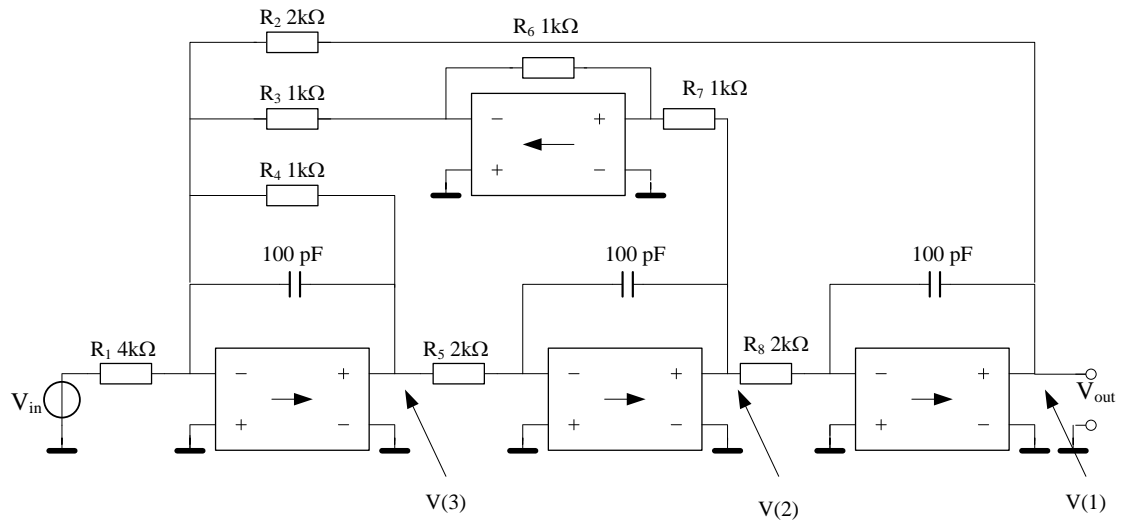 R₂ 2kΩ
R₆ 1kΩ
R₃ 1kΩ
R₇ 1kΩ
− +
+ −
R₄ 1kΩ
100 pF 100 pF 100 pF
R₁ 4kΩ R₅ 2kΩ R₈ 2kΩ
− + − + − +
Vin Vout
+ − + − + −
V(3) V(2) V(1)